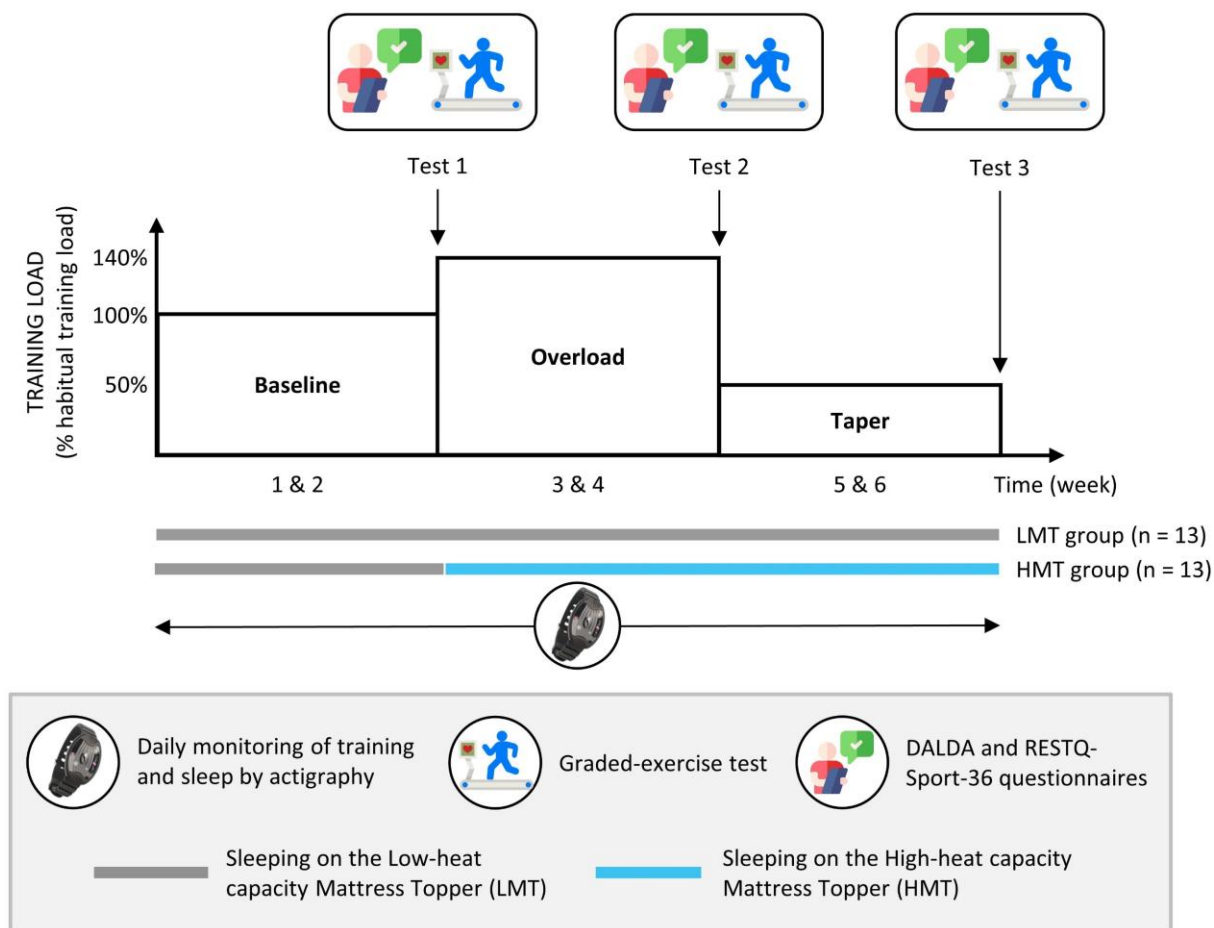 Test 1
Test 2
Test 3
TRAINING LOAD
(% habitual training load)
140%
100%
50%
Baseline
Overload
Taper
1 & 2
3 & 4
5 & 6
Time (week)
LMT group (n = 13)
HMT group (n = 13)
Daily monitoring of training
and sleep by actigraphy
Graded-exercise test
DALDA and RESTQ-
Sport-36 questionnaires
Sleeping on the Low-heat
capacity Mattress Topper (LMT)
Sleeping on the High-heat capacity
Mattress Topper (HMT)